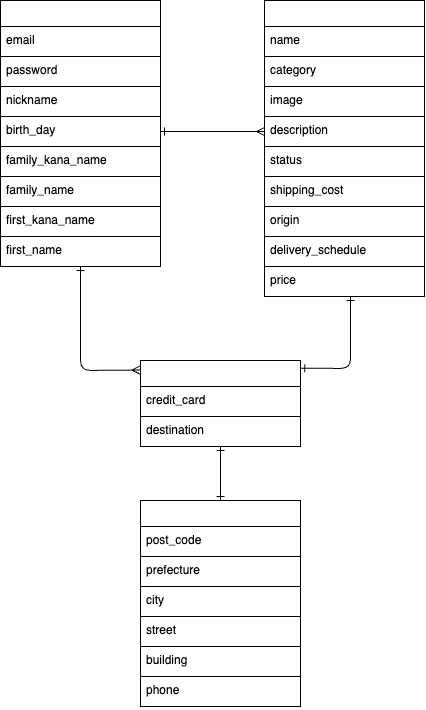 email
password
nickname
birth_day
family_kana_name
family_name
first_kana_name
first_name
name
category
image
description
status
shipping_cost
origin
delivery_schedule
price
credit_card
destination
post_code
prefecture
city
street
building
phone